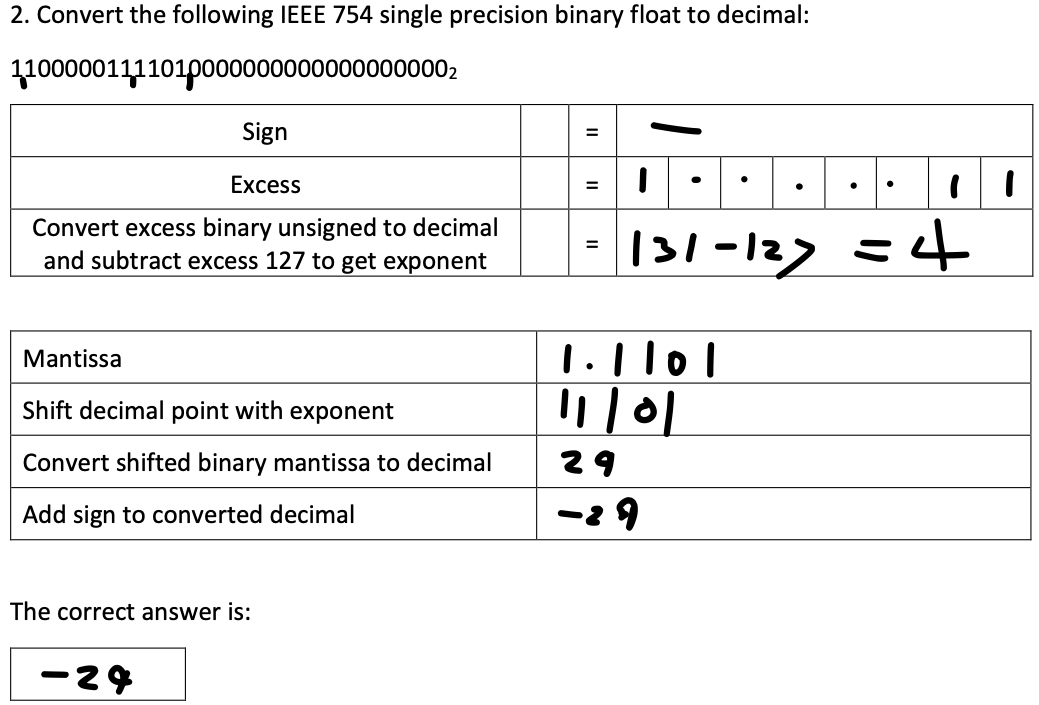 2. Convert the following IEEE 754 single precision binary float to decimal:
11000001111010000000000000000000₂
Sign = —
Excess = 1 · · · · · 1 1
Convert excess binary unsigned to decimal
and subtract excess 127 to get exponent = 131 - 127 = 4
Mantissa 1.1101
Shift decimal point with exponent 11101
Convert shifted binary mantissa to decimal 29
Add sign to converted decimal -29
The correct answer is:
-29